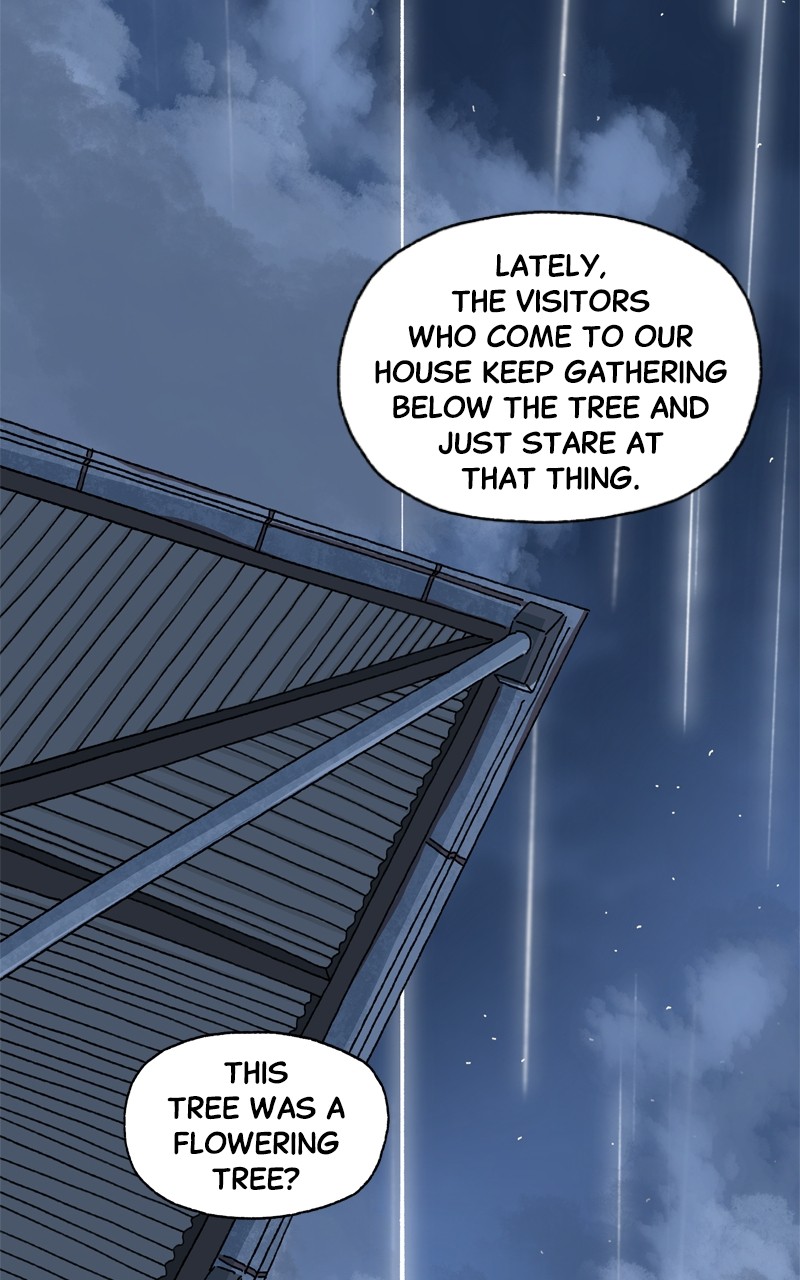 LATELY,
THE VISITORS
WHO COME TO OUR
HOUSE KEEP GATHERING
BELOW THE TREE AND
JUST STARE AT
THAT THING.
THIS
TREE WAS A
FLOWERING
TREE?